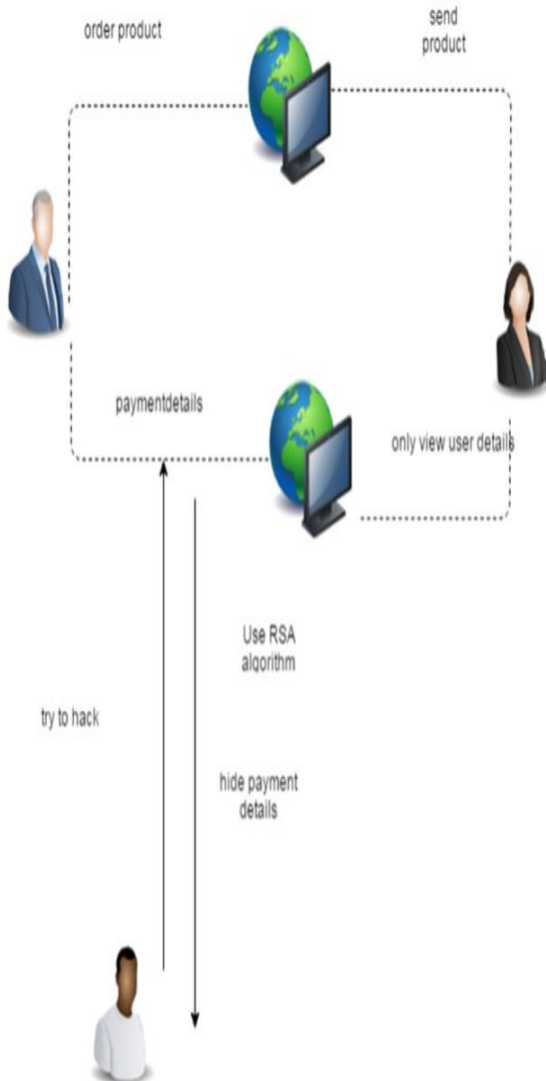 order product
send
product
paymentdetails
only view user details
Use RSA
algorithm
try to hack
hide payment
details